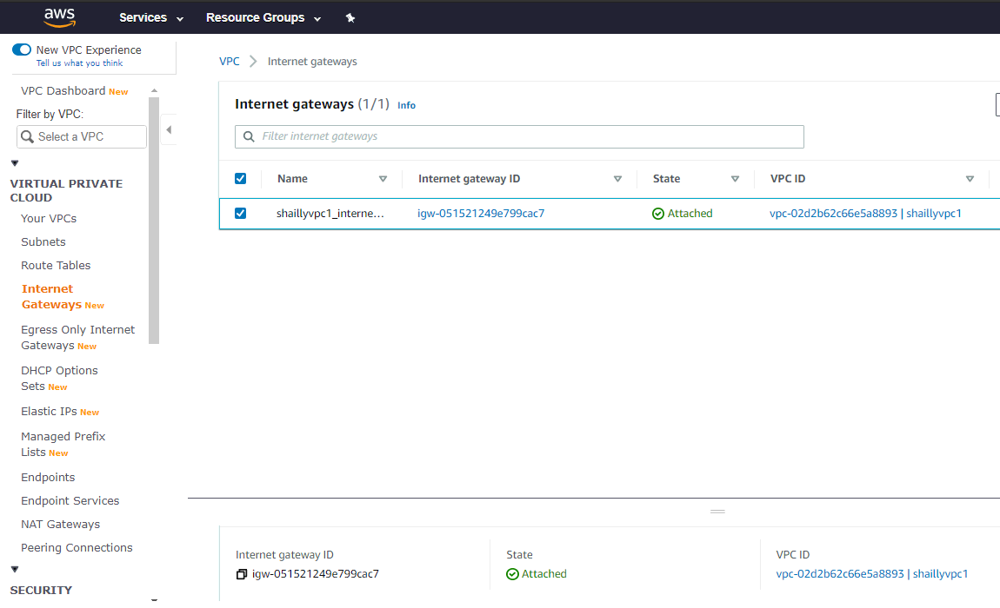 aws Services Resource Groups
New VPC Experience
Tell us what you think
VPC Dashboard New
Filter by VPC:
Select a VPC
VIRTUAL PRIVATE
CLOUD
Your VPCs
Subnets
Route Tables
Internet
Gateways New
Egress Only Internet
Gateways New
DHCP Options
Sets New
Elastic IPs New
Managed Prefix
Lists New
Endpoints
Endpoint Services
NAT Gateways
Peering Connections
SECURITY
VPC Internet gateways
Internet gateways (1/1) Info
Filter internet gateways
Name Internet gateway ID State VPC ID
shaillyvpc1_interne... igw-051521249e799cac7 Attached vpc-02d2b62c66e5a8893 | shaillyvpc1
Internet gateway ID State VPC ID
igw-051521249e799cac7 Attached vpc-02d2b62c66e5a8893 | shaillyvpc1